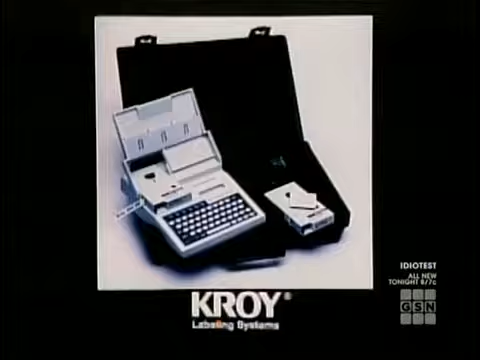 KROY®
Labeling Systems
IDIOTEST
ALL NEW
TONIGHT 8/7c
GSN